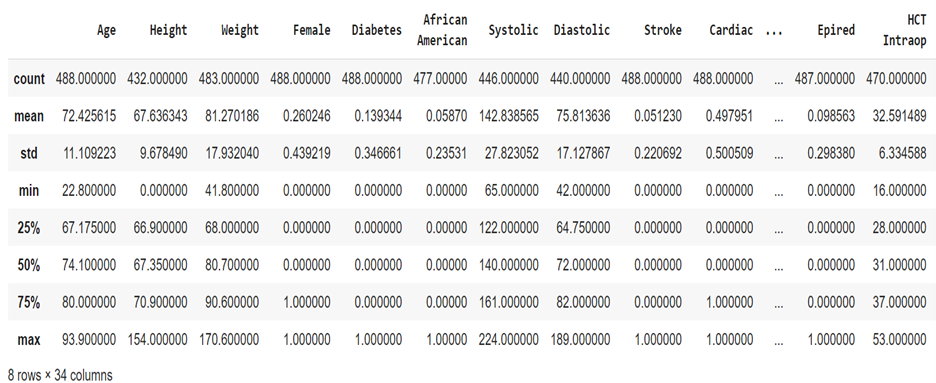 Age Height Weight Female Diabetes African American Systolic Diastolic Stroke Cardiac ... Epired HCT Intraop
count 488.000000 432.000000 483.000000 488.000000 488.000000 477.00000 446.000000 440.000000 488.000000 488.000000 ... 487.000000 470.000000
mean 72.425615 67.636343 81.270186 0.260246 0.139344 0.05870 142.838565 75.813636 0.051230 0.497951 ... 0.098563 32.591489
std 11.109223 9.678490 17.932040 0.439219 0.346661 0.23531 27.823052 17.127867 0.220692 0.500509 ... 0.298380 6.334588
min 22.800000 0.000000 41.800000 0.000000 0.000000 0.00000 65.000000 42.000000 0.000000 0.000000 ... 0.000000 16.000000
25% 67.175000 66.900000 68.000000 0.000000 0.000000 0.00000 122.000000 64.750000 0.000000 0.000000 ... 0.000000 28.000000
50% 74.100000 67.350000 80.700000 0.000000 0.000000 0.00000 140.000000 72.000000 0.000000 0.000000 ... 0.000000 31.000000
75% 80.000000 70.900000 90.600000 1.000000 0.000000 0.00000 161.000000 82.000000 0.000000 1.000000 ... 0.000000 37.000000
max 93.900000 154.000000 170.600000 1.000000 1.000000 1.00000 224.000000 189.000000 1.000000 1.000000 ... 1.000000 53.000000
8 rows × 34 columns